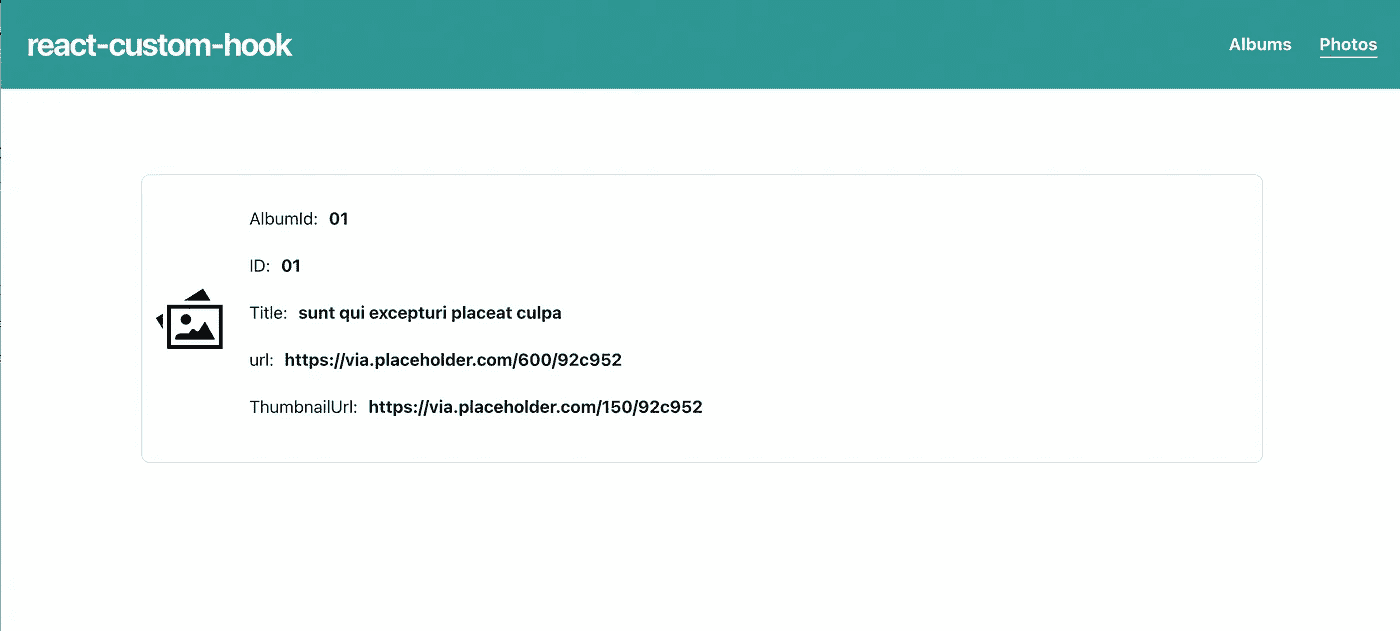 react-custom-hook
Albums Photos
AlbumId: 01
ID: 01
Title: sunt qui excepturi placeat culpa
url: https://via.placeholder.com/600/92c952
ThumbnailUrl: https://via.placeholder.com/150/92c952